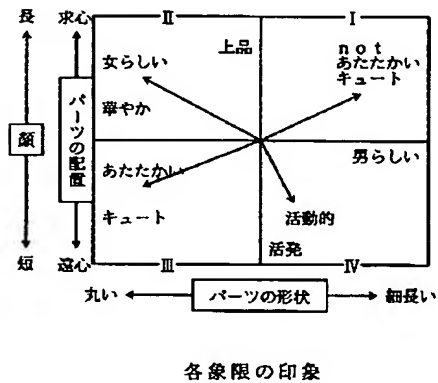 長
求心
II
I
上品
not
あたたかい
キュート
女らしい
華やか
顔
パーツの配置
男らしい
あたたかい
キュート
活動的
活発
短
遠心
III
IV
丸い
パーツの形状
細長い
各象限の印象